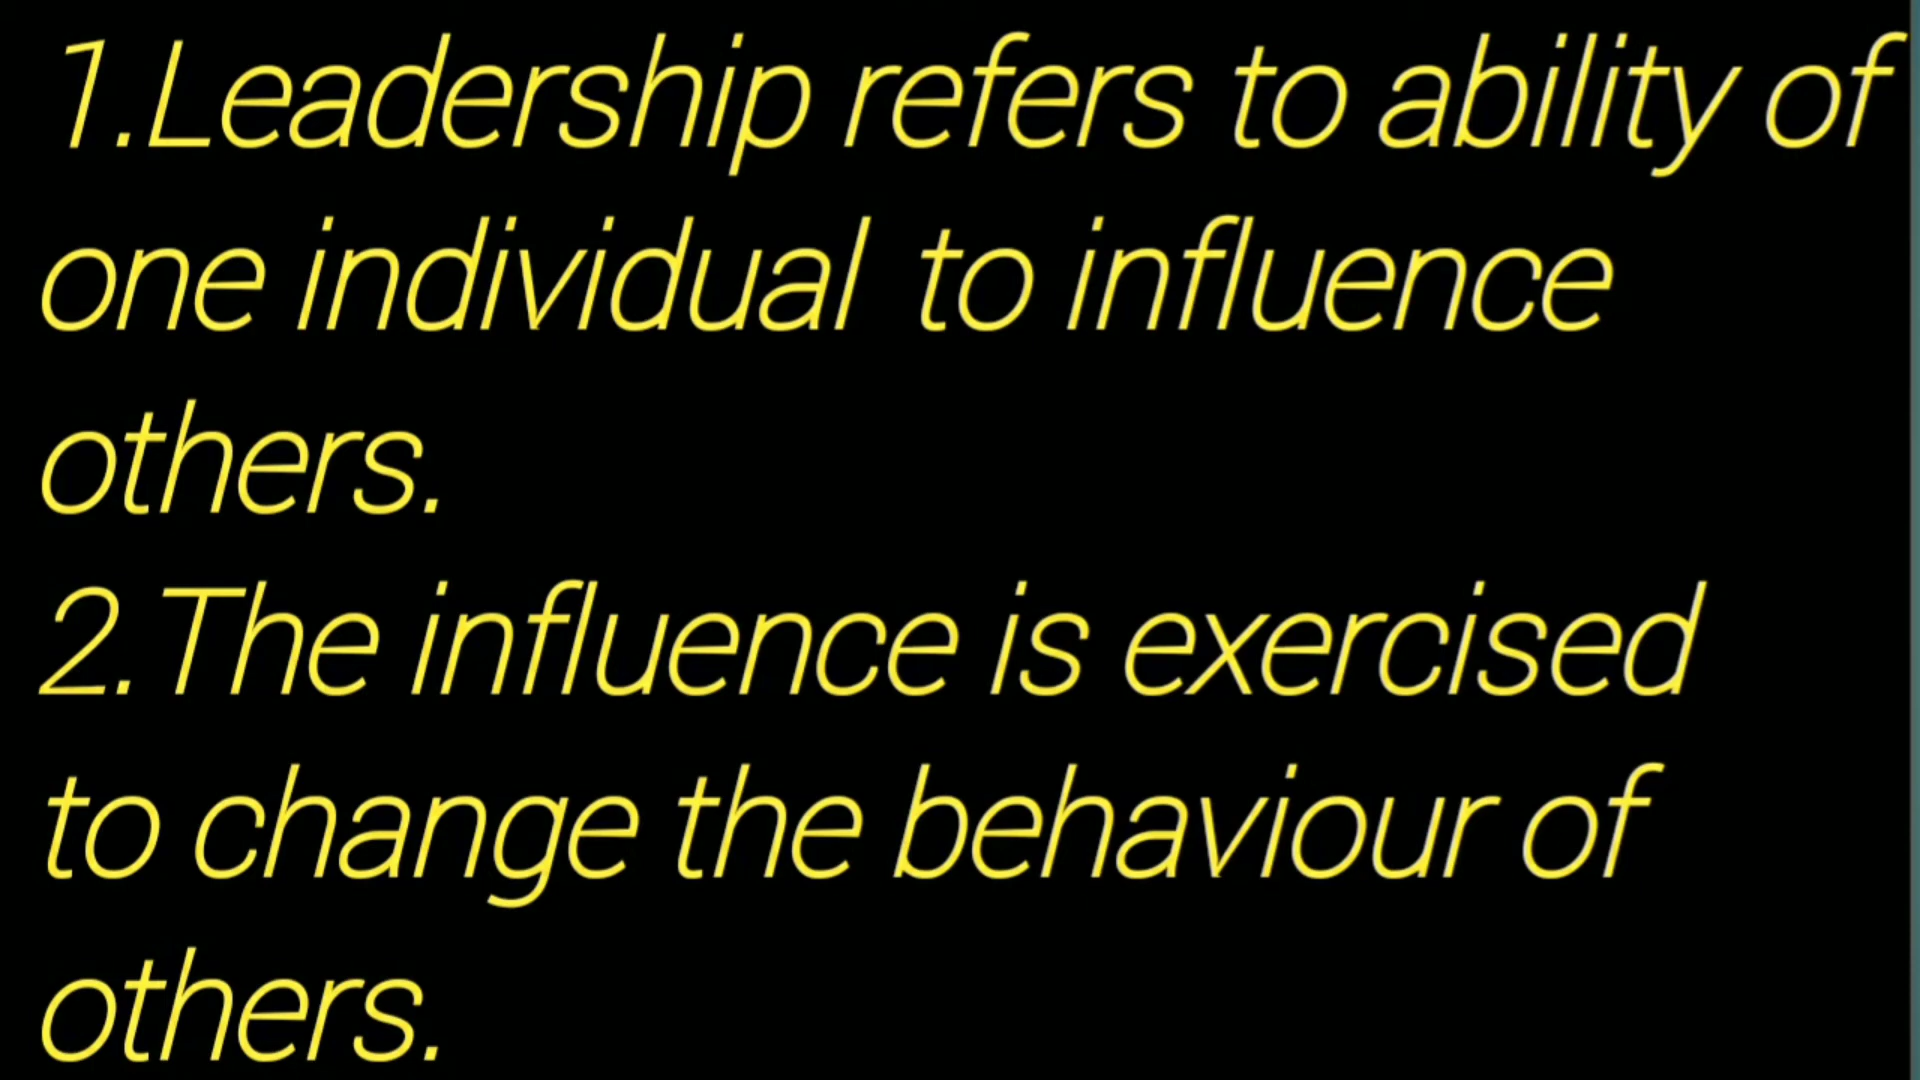 1.Leadership refers to ability of
one individual to influence
others.
2.The influence is exercised
to change the behaviour of
others.